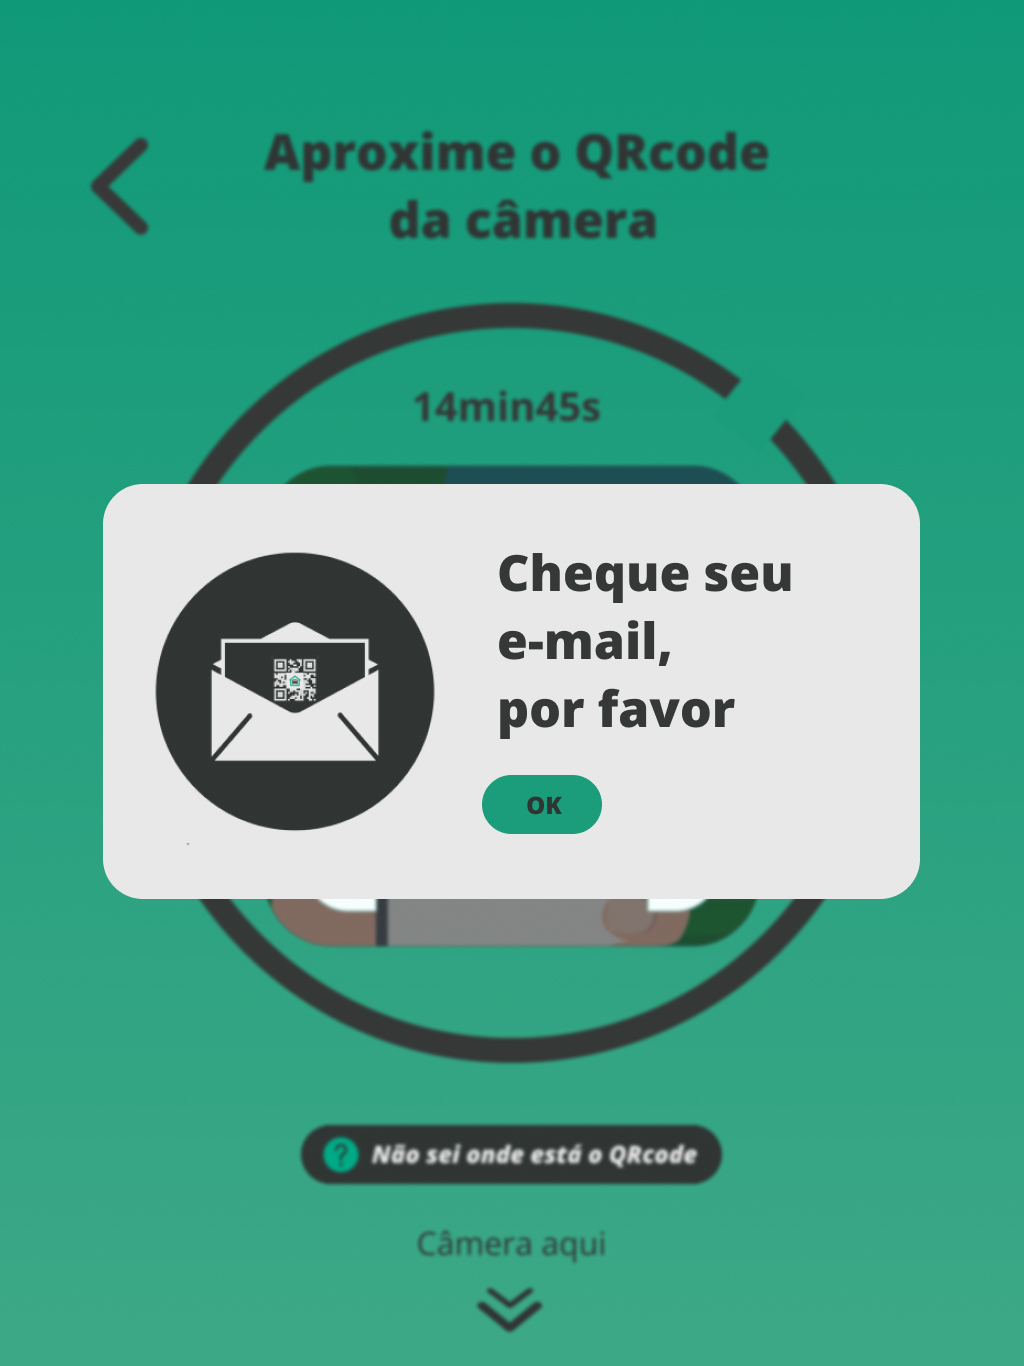 Aproxime o QRcode
da câmera
14min45s
Cheque seu
e-mail,
por favor
OK
? Não sei onde está o QRcode
Câmera aqui